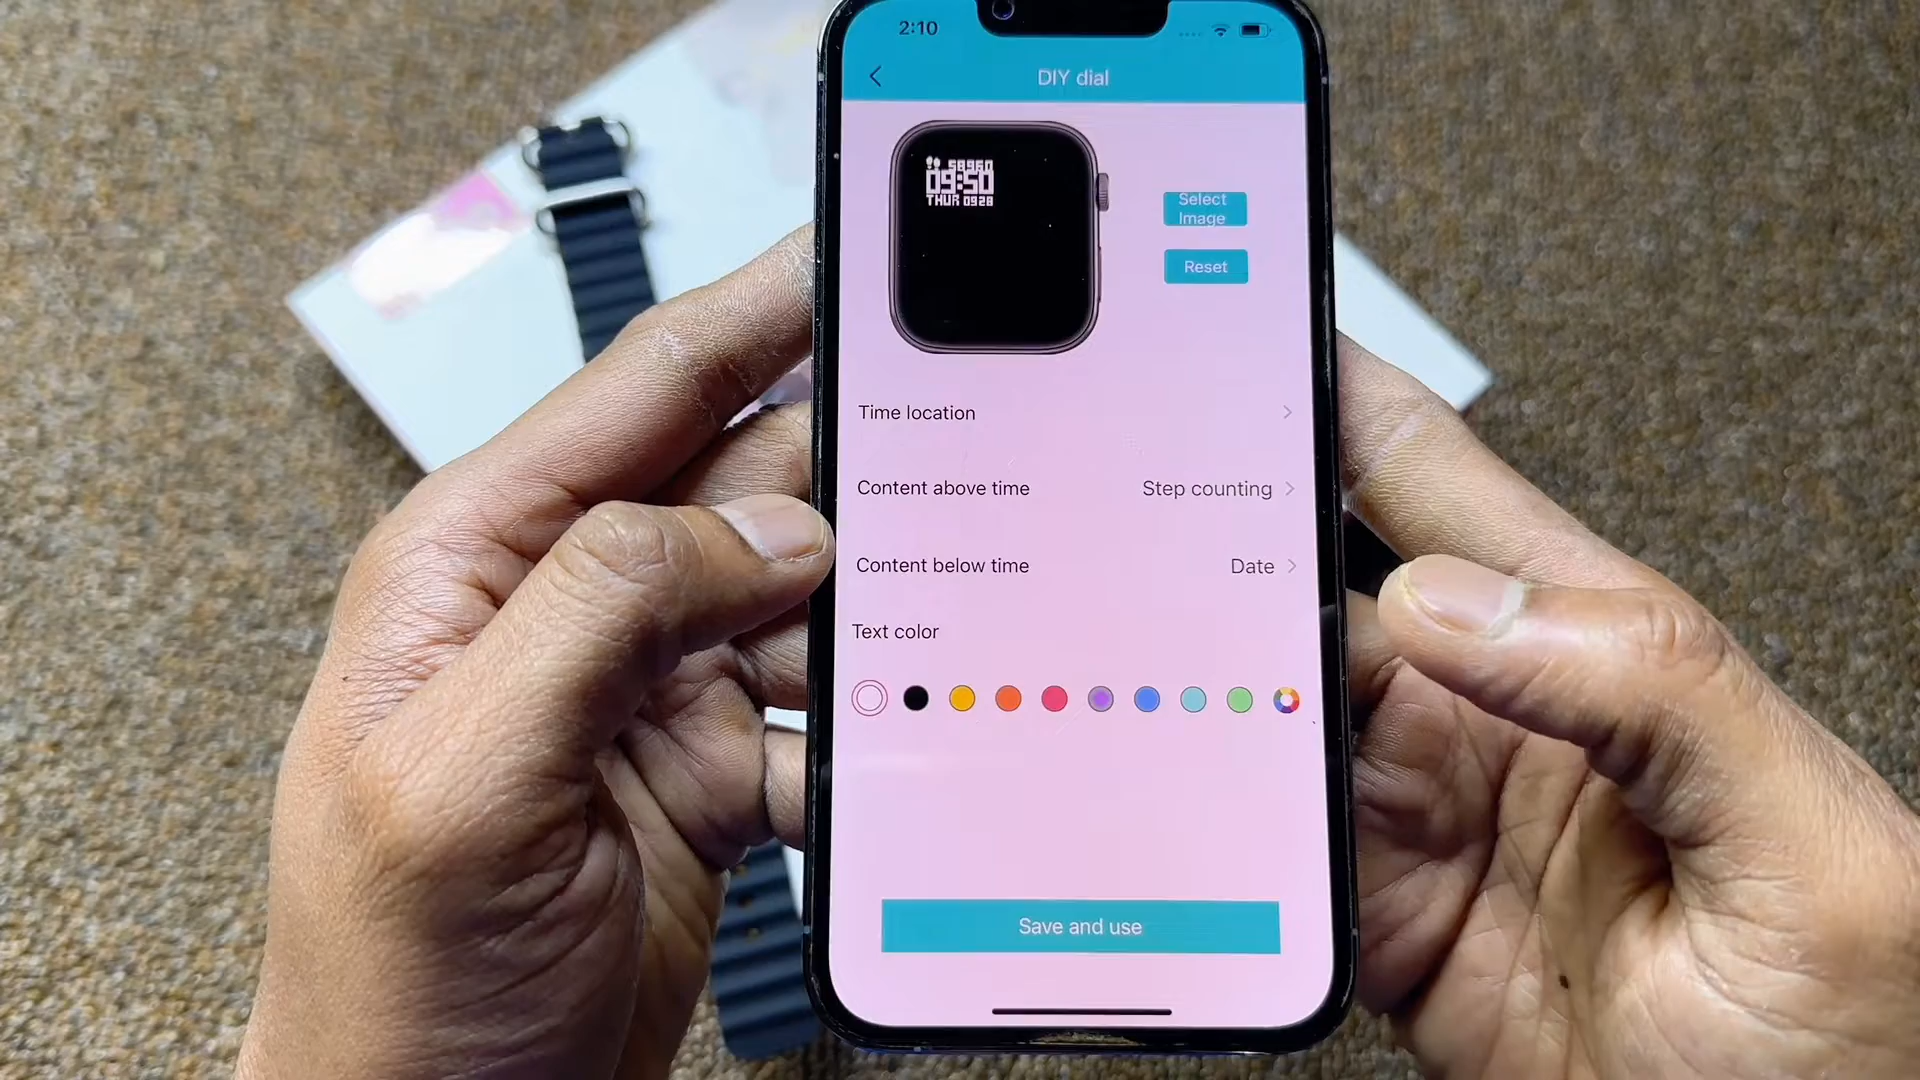 2:10
DIY dial
58960
09:50
THUR 0928
Select
Image
Reset
Time location
Content above time
Step counting
Content below time
Date
Text color
Save and use